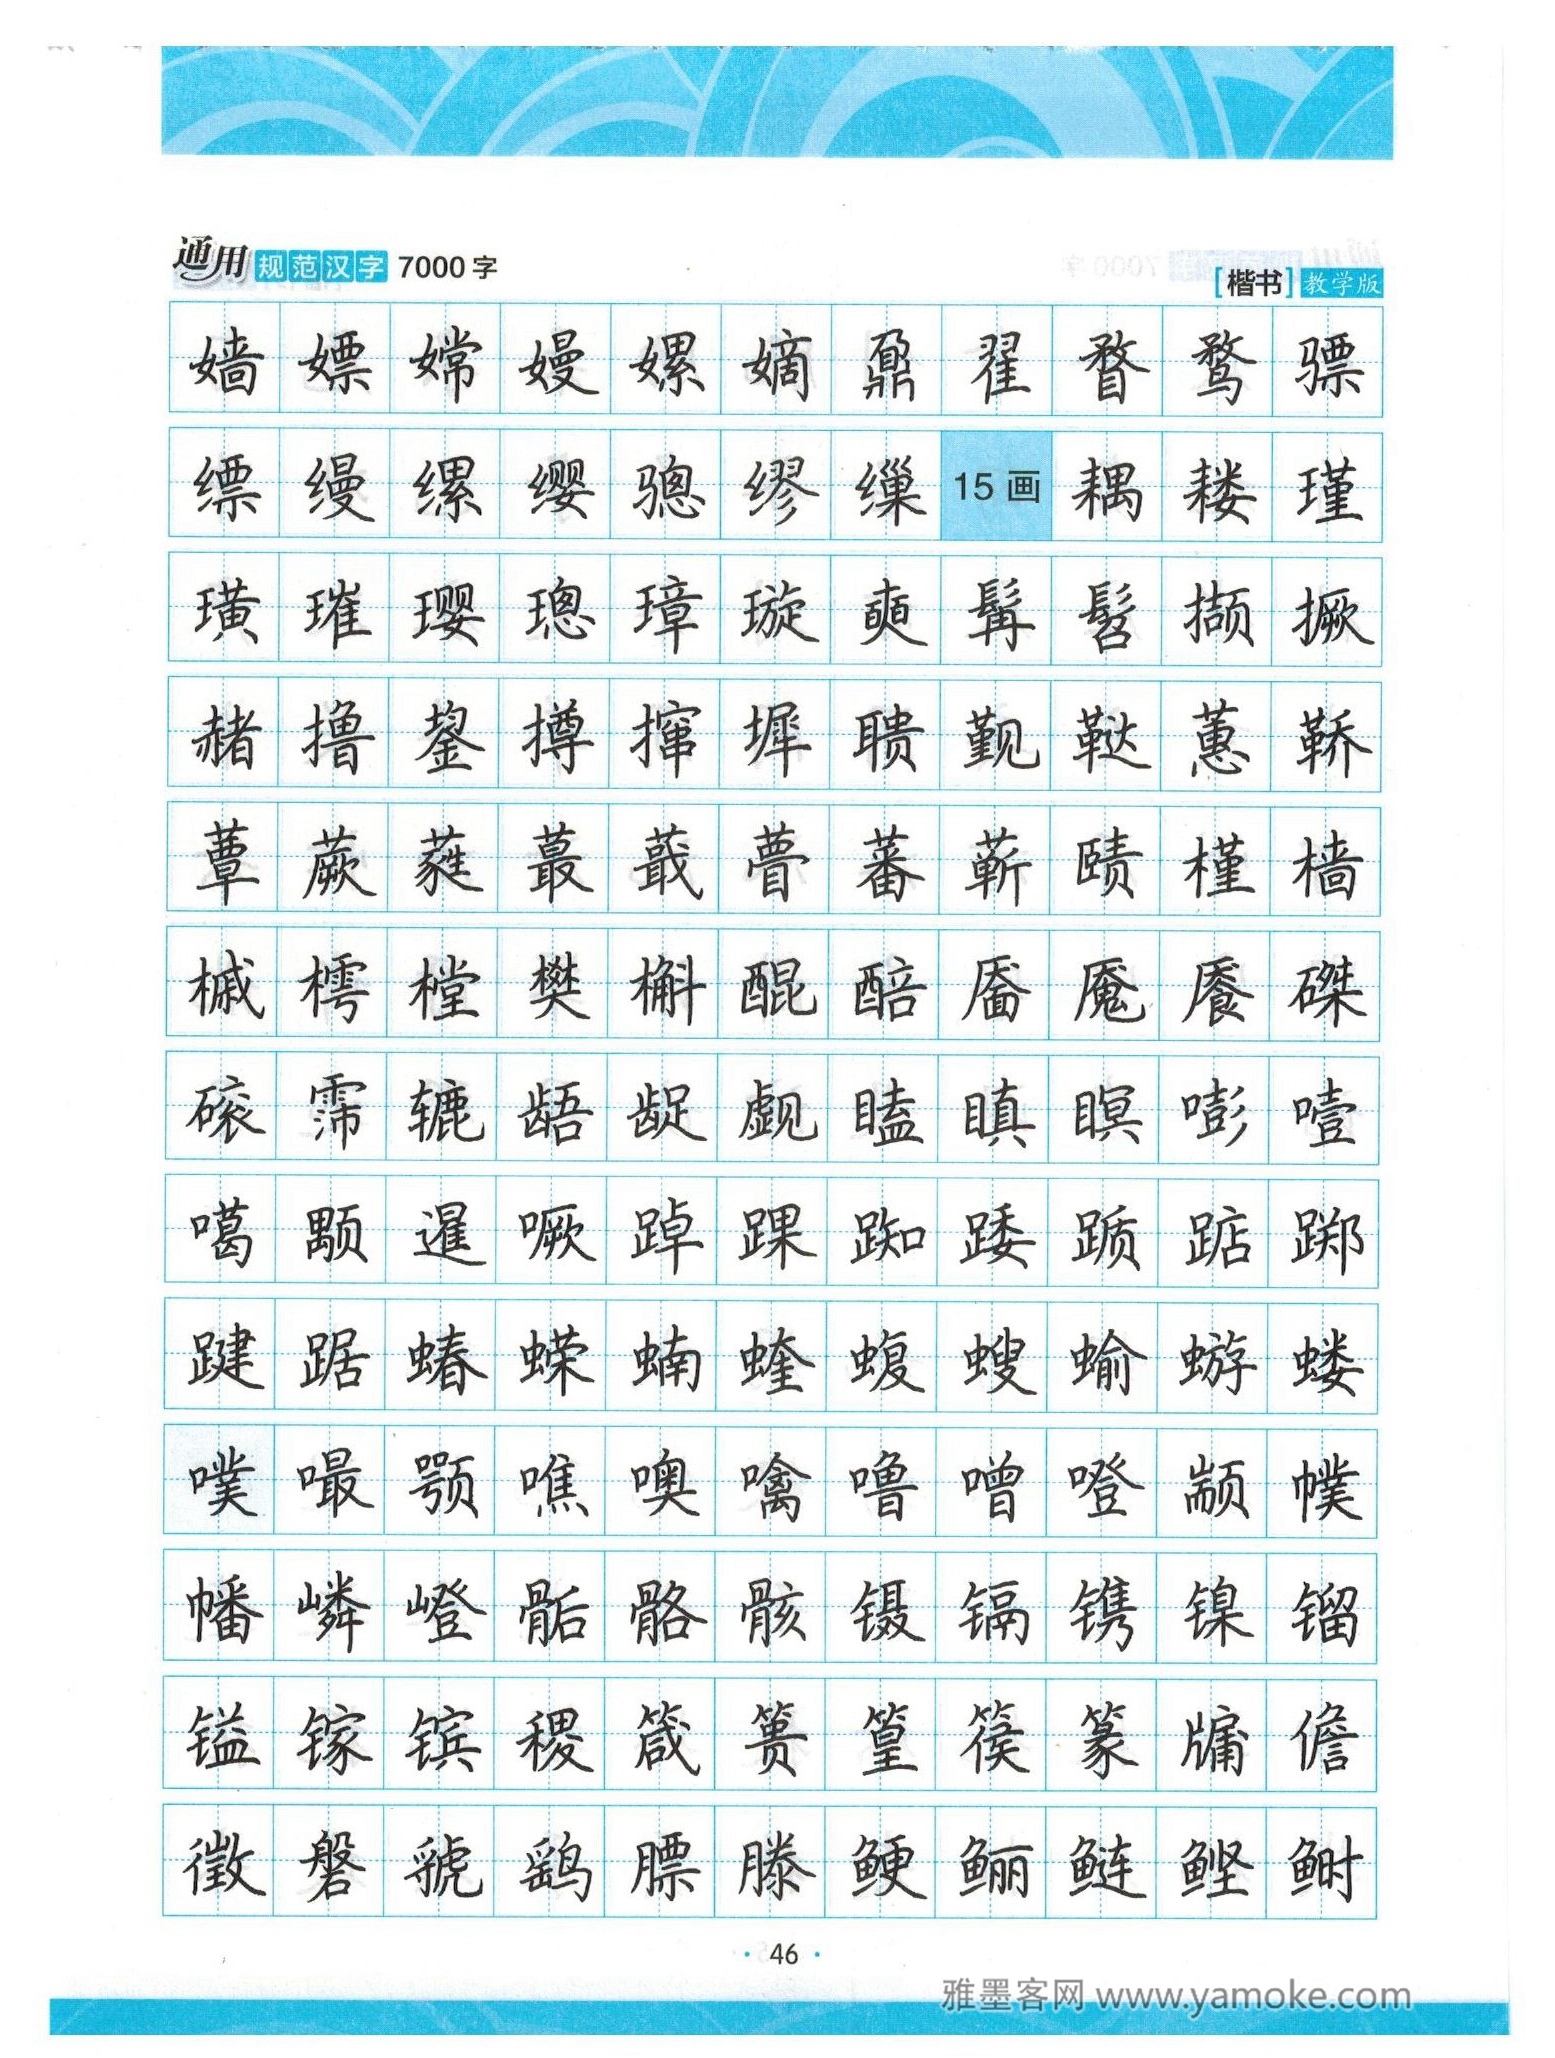 通用规范汉字 7000 字
[楷书] 教学版
嫱 嫖 嫦 嫚 嫘 嫡 鼐 翟 瞀 鹜 骠
缥 缦 缧 缨 骢 缪 缫 15 画 耦 耧 瑾
璜 璀 璎 璁 璋 璇 奭 髯 髫 撷 撅
赭 撸 鋆 撙 撺 墀 聩 觐 鞑 蕙 鞒
蕈 蕨 蕤 蕞 蕺 瞢 蕃 蕲 赜 槿 樯
槭 樗 樘 樊 槲 醌 醅 靥 魇 餍 磔
磙 霈 辘 龉 龊 觑 瞌 瞋 瞑 嘭 噎
噶 颙 暹 噘 踔 踝 踟 踒 踬 踮 踯
踺 踞 蝽 蝾 蝻 蝰 蝮 螋 蝓 蝣 蝼
噗 嘬 颚 噍 噢 噙 噜 噌 噔 颛 幞
幡 嶙 嶝 骺 骼 骸 镊 镉 镌 镍 镏
镒 镓 镔 稷 箴 篑 篁 篌 篆 牖 儋
徵 磐 虢 鹞 膘 滕 鲠 鲡 鲢 鲣 鲥
· 46 ·
雅墨客网 www.yamoke.com